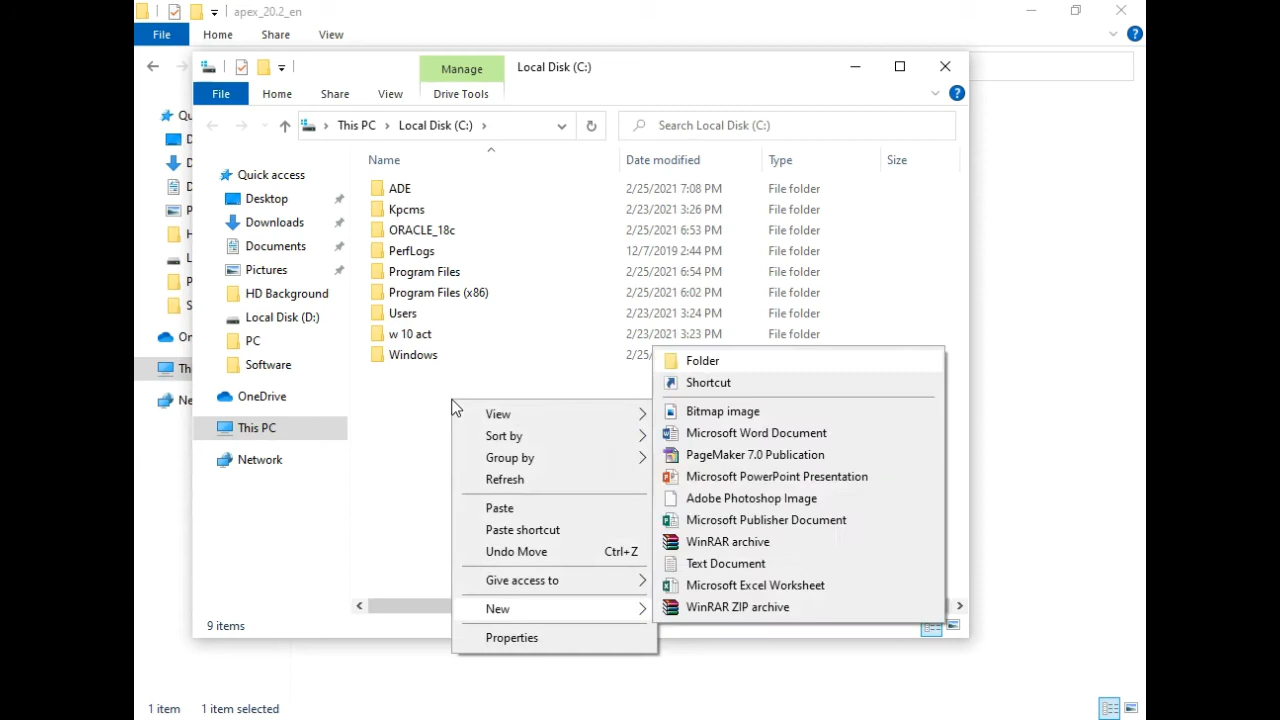 apex_20.2_en
File Home Share View
Manage Local Disk (C:)
File Home Share View Drive Tools
This PC Local Disk (C:) Search Local Disk (C:)
Name Date modified Type Size
Quick access
Desktop
Downloads
Documents
Pictures
HD Background
Local Disk (D:)
PC
Software
OneDrive
This PC
Network
ADE 2/25/2021 7:08 PM File folder
Kpcms 2/23/2021 3:26 PM File folder
ORACLE_18c 2/25/2021 6:53 PM File folder
PerfLogs 12/7/2019 2:44 PM File folder
Program Files 2/25/2021 6:54 PM File folder
Program Files (x86) 2/25/2021 6:02 PM File folder
Users 2/23/2021 3:24 PM File folder
w 10 act 2/23/2021 3:23 PM File folder
Windows 2/25/
View
Sort by
Group by
Refresh
Paste
Paste shortcut
Undo Move Ctrl+Z
Give access to
New
Properties
Folder
Shortcut
Bitmap image
Microsoft Word Document
PageMaker 7.0 Publication
Microsoft PowerPoint Presentation
Adobe Photoshop Image
Microsoft Publisher Document
WinRAR archive
Text Document
Microsoft Excel Worksheet
WinRAR ZIP archive
9 items
1 item 1 item selected